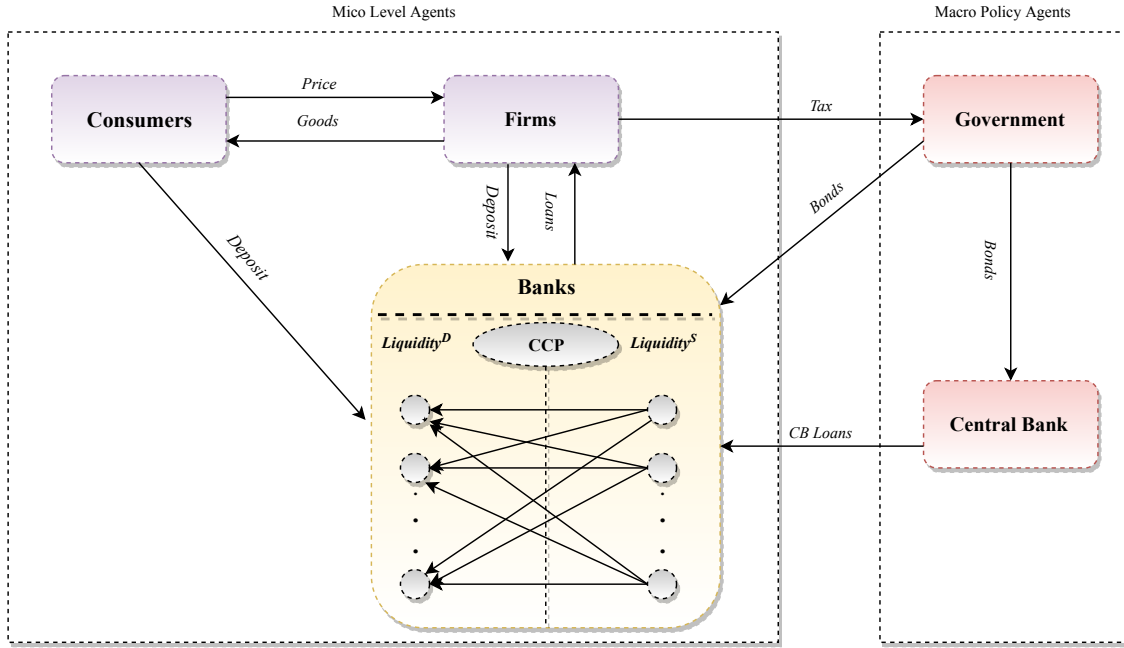 Mico Level Agents
Macro Policy Agents
Consumers
Price
Goods
Firms
Tax
Government
Deposit
Deposit
Loans
Bonds
Bonds
Banks
Liquidity^D
CCP
Liquidity^S
CB Loans
Central Bank